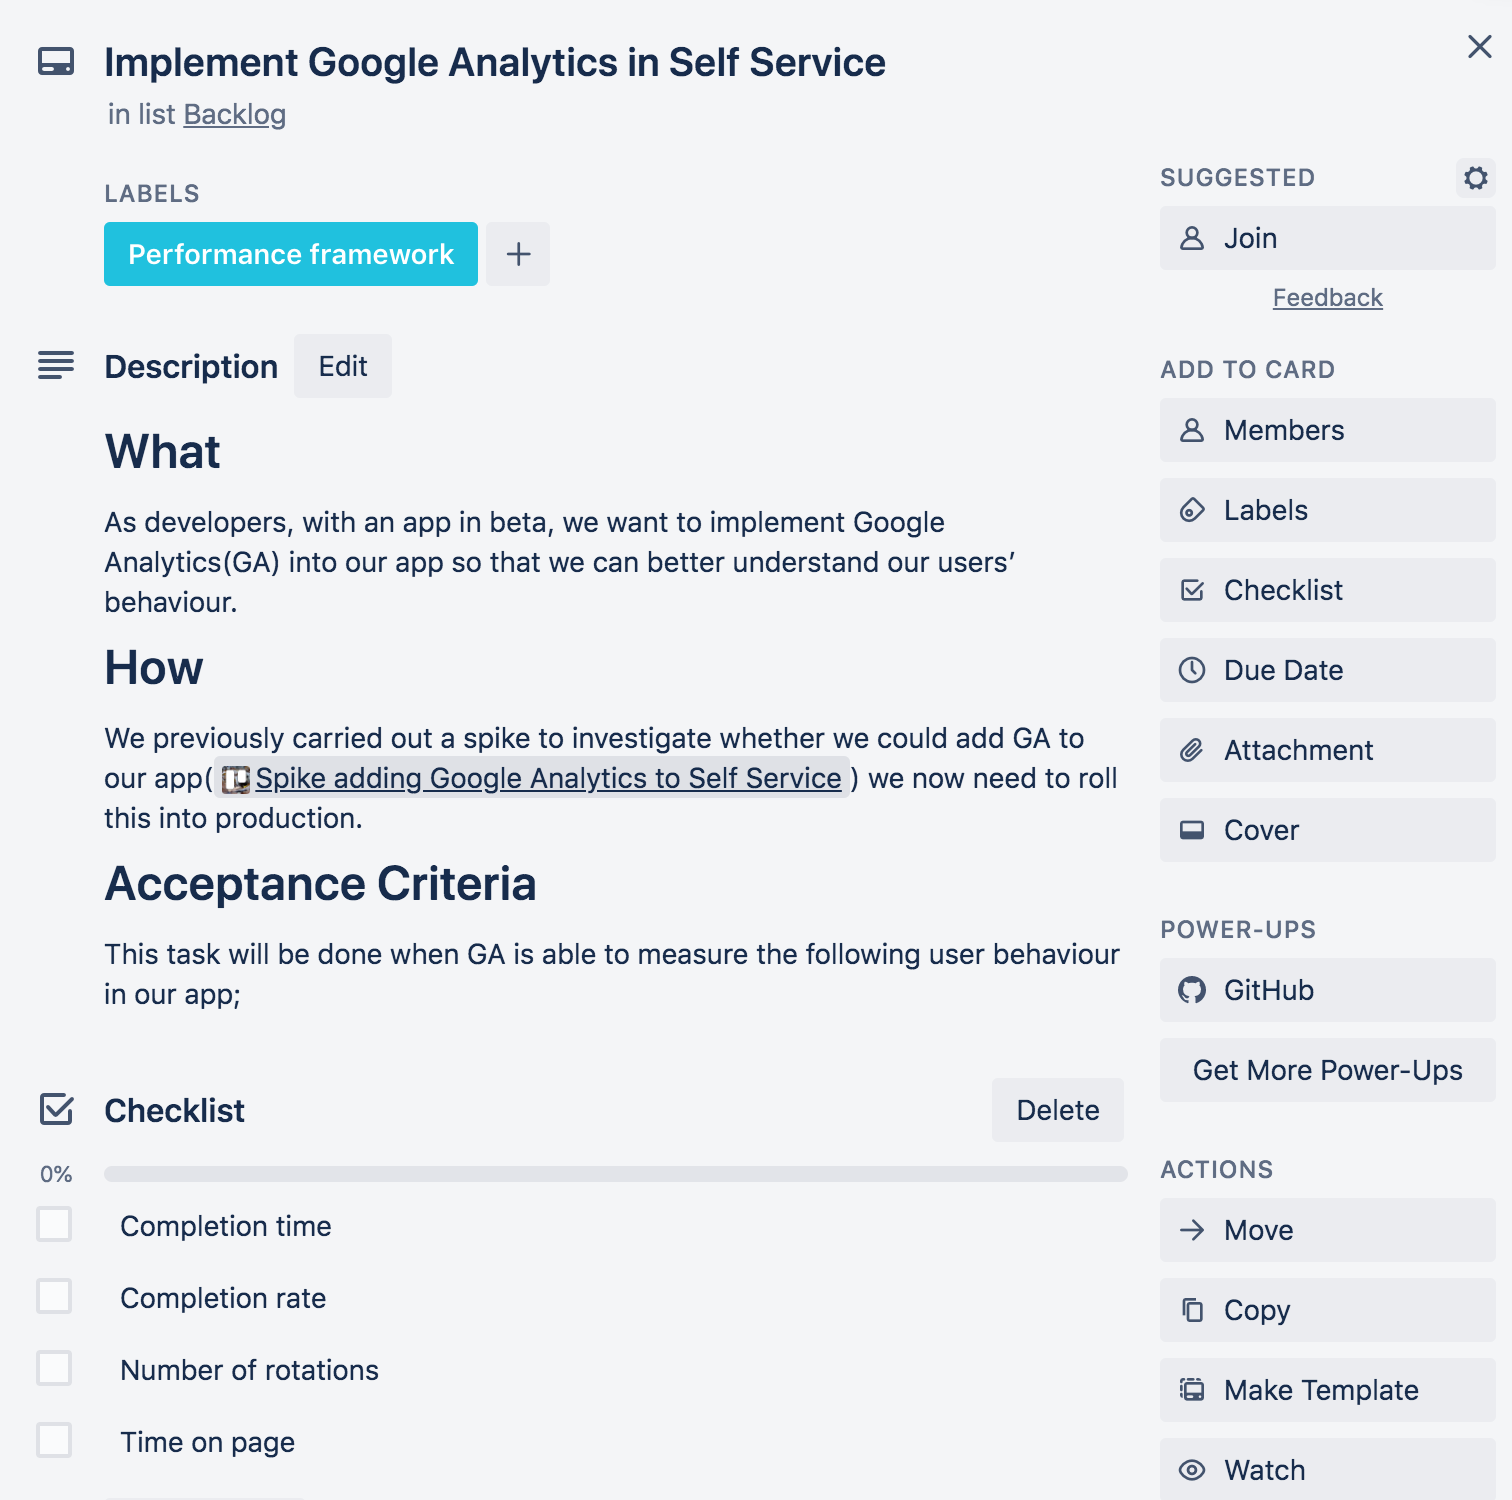 Implement Google Analytics in Self Service
in list Backlog
LABELS
Performance framework
Description
Edit
What
As developers, with an app in beta, we want to implement Google
Analytics(GA) into our app so that we can better understand our users’
behaviour.
How
We previously carried out a spike to investigate whether we could add GA to
our app( Spike adding Google Analytics to Self Service ) we now need to roll
this into production.
Acceptance Criteria
This task will be done when GA is able to measure the following user behaviour
in our app;
Checklist
Delete
0%
Completion time
Completion rate
Number of rotations
Time on page
SUGGESTED
Join
Feedback
ADD TO CARD
Members
Labels
Checklist
Due Date
Attachment
Cover
POWER-UPS
GitHub
Get More Power-Ups
ACTIONS
Move
Copy
Make Template
Watch